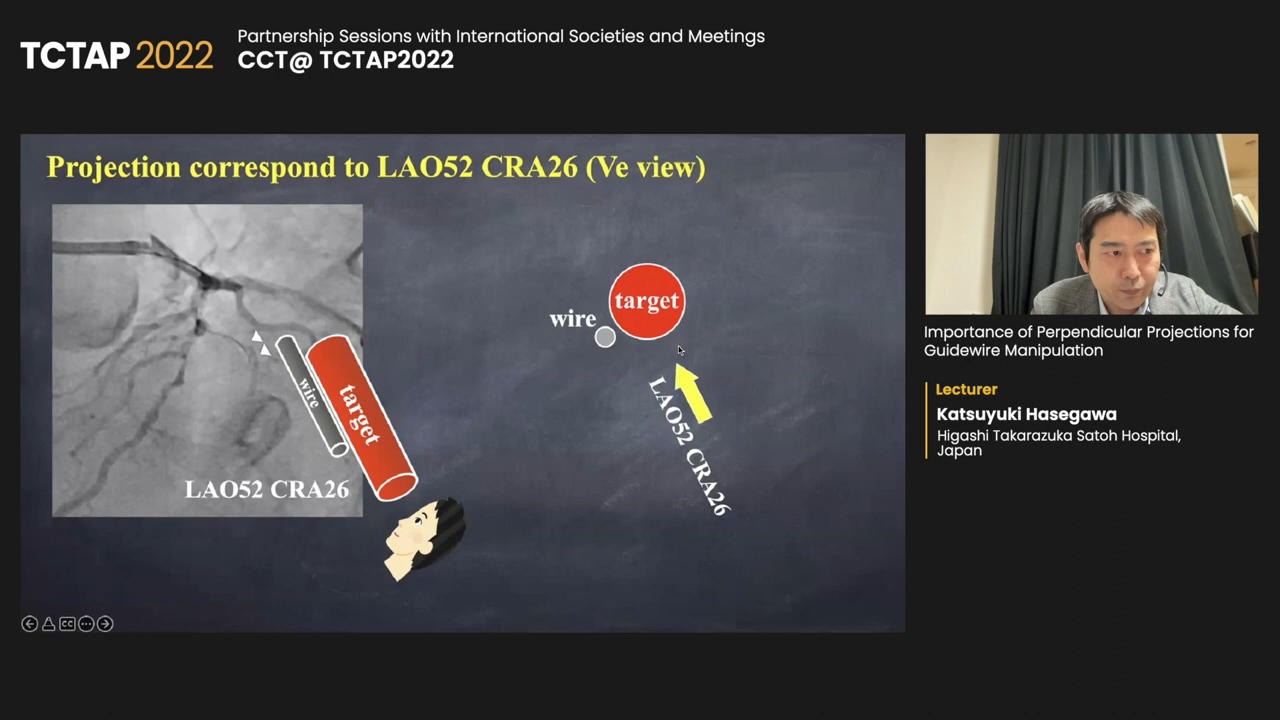 TCTAP 2022
Partnership Sessions with International Societies and Meetings
CCT@ TCTAP2022
Projection correspond to LAO52 CRA26 (Ve view)
wire
target
LAO52 CRA26
wire
target
LAO52 CRA26
Importance of Perpendicular Projections for
Guidewire Manipulation
Lecturer
Katsuyuki Hasegawa
Higashi Takarazuka Satoh Hospital,
Japan
CC